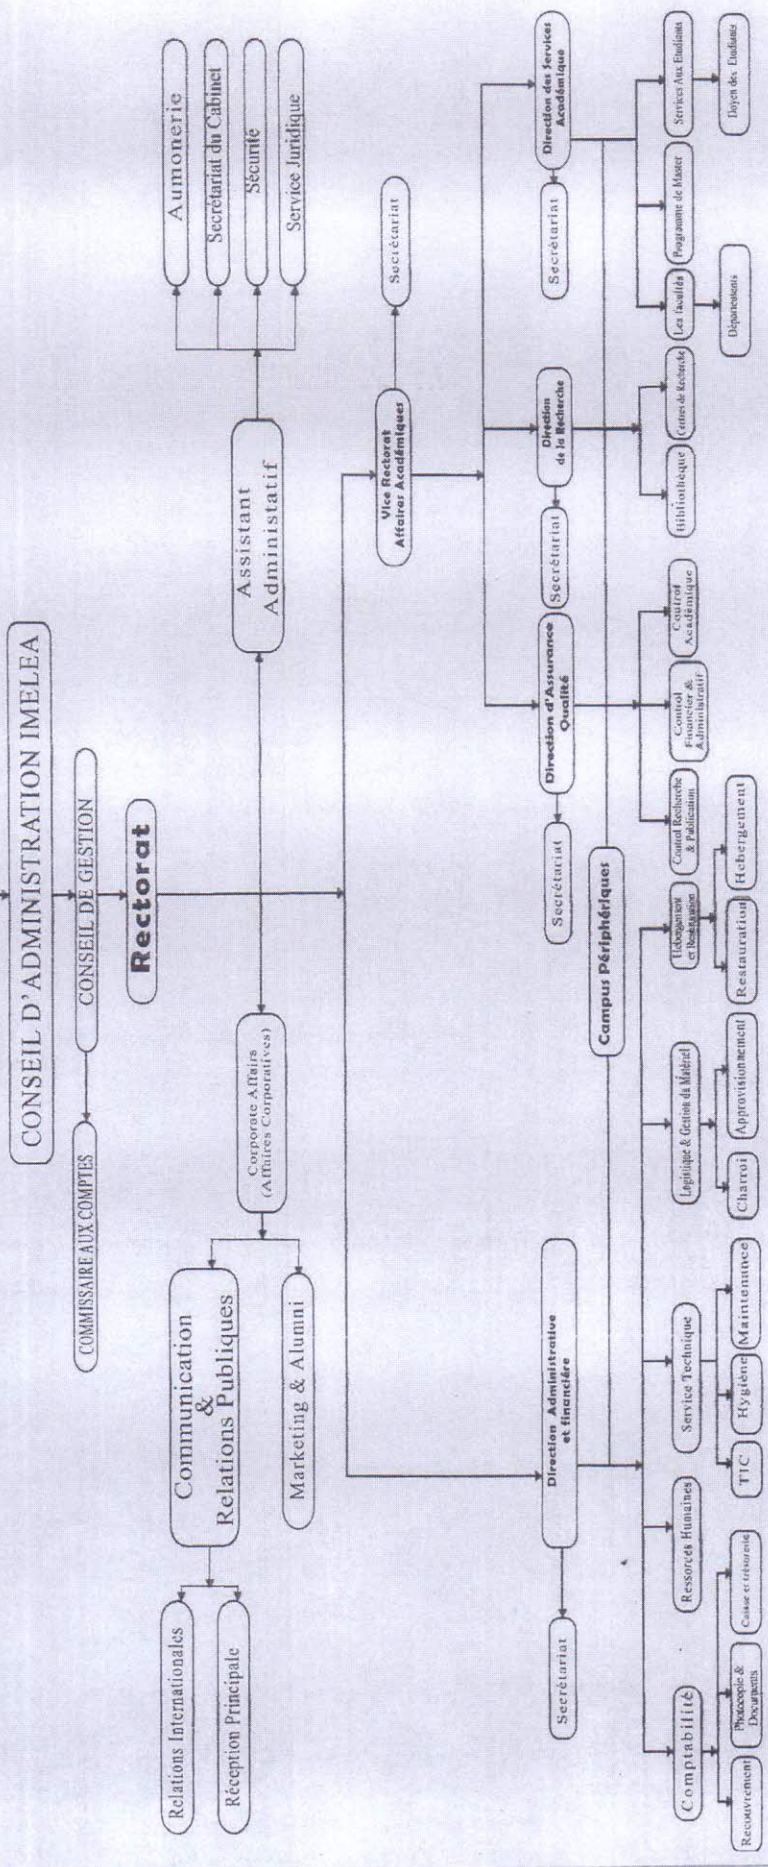 CONSEIL D'ADMINISTRATION IMELEA
COMMISSAIRE AUX COMPTES
CONSEIL DE GESTION
Rectorat
Relations Internationales
Réception Principale
Communication
&
Relations Publiques
Marketing & Alumni
Corporate Affairs
(Affaires Corporatives)
Assistant
Administatif
Aumonerie
Secrétariat du Cabinet
Sécurité
Service Juridique
Vice Rectorat
Affaires Académiques
Secrétariat
Direction Administrative
et financière
Secrétariat
Direction d'Assurance
Qualité
Secrétariat
Direction
de la Recherche
Secrétariat
Direction des Services
Académique
Secrétariat
Campus Périphériques
Comptabilité
Ressorces Humaines
Service Technique
Logistique & Gestion du Matériel
Hebergement
et Restauration
Control Recherche
& Publication
Control
Financier &
Administratif
Control
Académique
Bibliothèque
Centres de Recherche
Les facultés
Programme de Master
Services Aux Etudiants
Recouvrement
Photocopie &
Documents
Caisse et trésorerie
TIC
Hygiène
Maintenance
Charroi
Approvisionnement
Restauration
Hebergement
Départements
Doyen des Etudiants